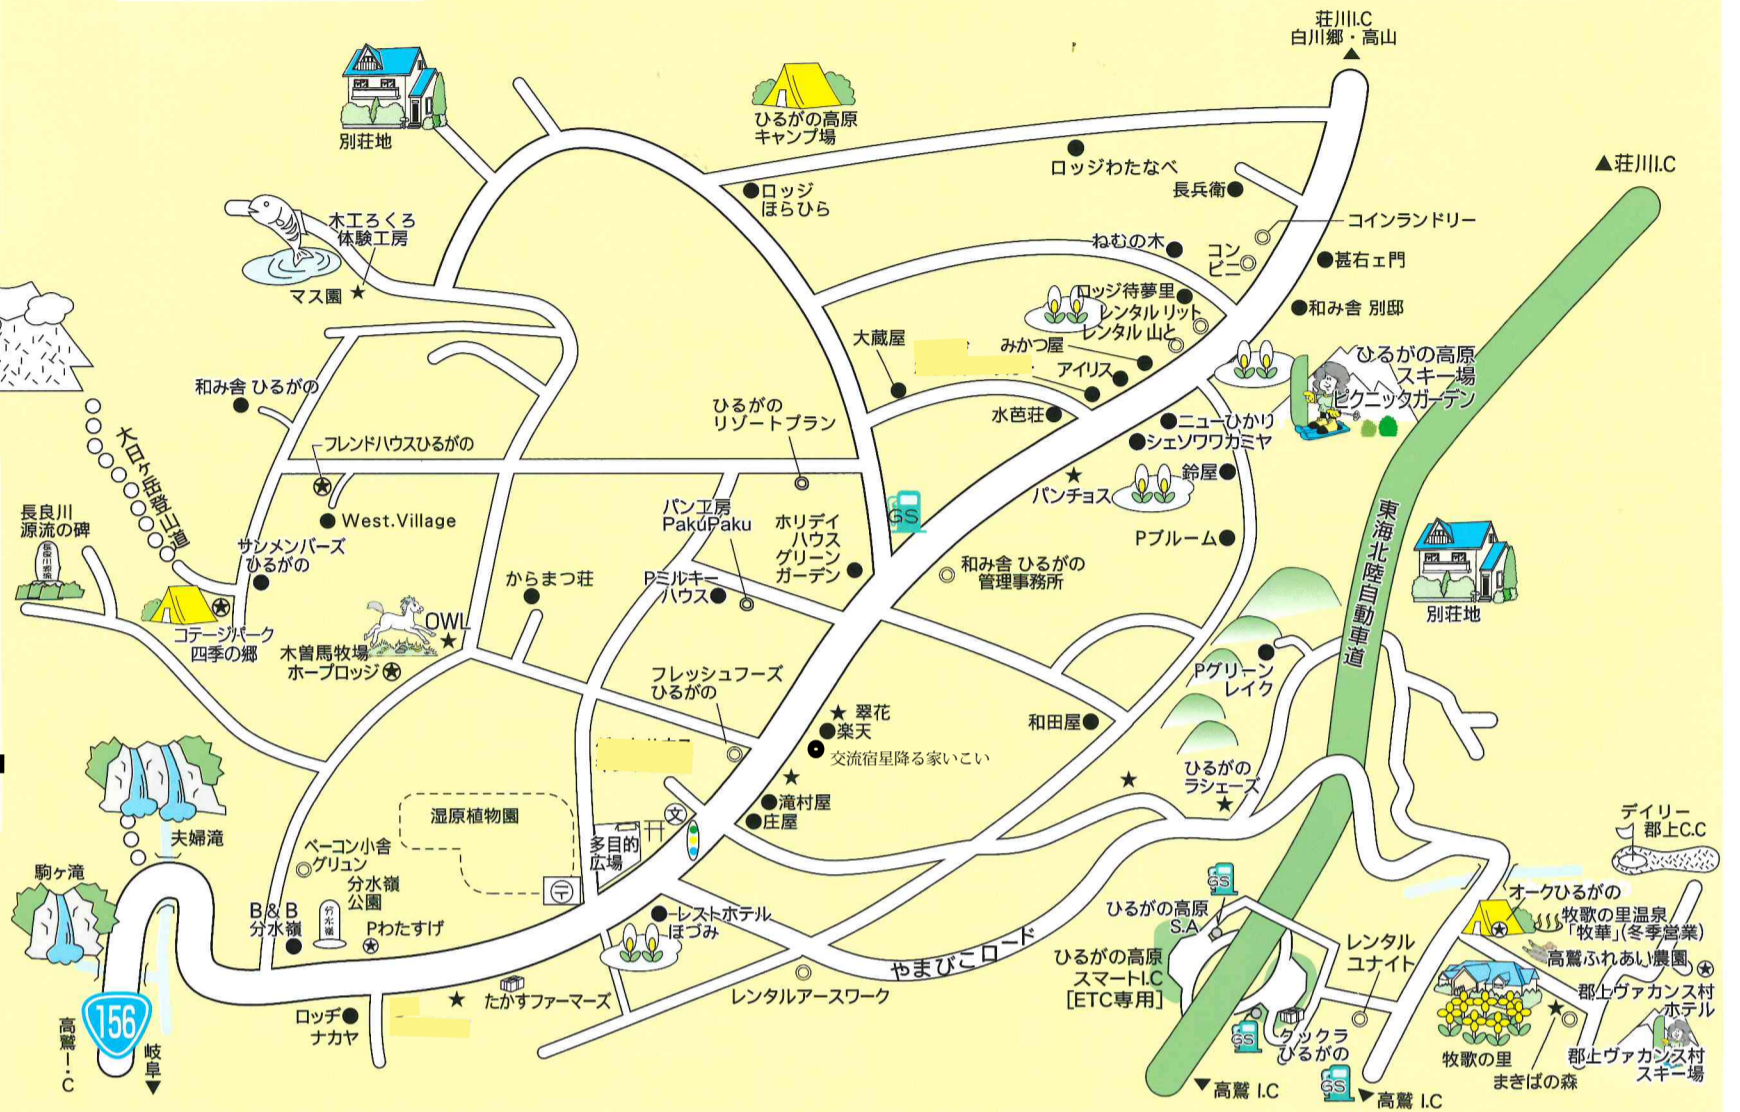 荘川I.C
白川郷・高山
▲
別荘地
ひるがの高原
キャンプ場
ロッジわたなべ
長兵衛
▲荘川I.C
ロッジ
ほらひら
木工ろくろ
体験工房
マス園
コインランドリー
ねむの木
コン
ビニ
甚右ェ門
ロッジ待夢里
レンタル リット
レンタル 山と
和み舎 別邸
大蔵屋
みかつ屋
アイリス
ひるがの高原
スキー場
ピクニックガーデン
和み舎 ひるがの
ひるがの
リゾートプラン
水芭荘
ニューひかり
シェソワワカミヤ
大日ヶ岳登山道
フレンドハウスひるがの
鈴屋
パンチョス
West.Village
パン工房
PakuPaku
ホリデイ
ハウス
グリーン
ガーデン
GS
Pブルーム
東海北陸自動車道
長良川
源流の碑
サンメンバーズ
ひるがの
からまつ荘
Pミルキー
ハウス
和み舎 ひるがの
管理事務所
別荘地
コテージパーク
四季の郷
OWL
木曽馬牧場
ホープロッジ
フレッシュフーズ
ひるがの
Pグリーン
レイク
翠花
楽天
和田屋
交流宿星降る家いこい
ひるがの
ラシェーズ
夫婦滝
湿原植物園
文
滝村屋
庄屋
デイリー
郡上C.C
駒ヶ滝
ベーコン小舎
グリュン
多目的
広場
分水嶺
公園
〒
B&B
分水嶺
分水嶺
Pわたすげ
レストホテル
ほづみ
GS
ひるがの高原
S.A
オークひるがの
牧歌の里温泉
「牧華」(冬季営業)
やまびこロード
レンタル
ユナイト
高鷲ふれあい農園
ひるがの高原
スマートI.C
[ETC専用]
156
たかすファーマーズ
レンタルアースワーク
郡上ヴァカンス村
ホテル
ロッヂ
ナカヤ
GS
タックラ
ひるがの
牧歌の里
まきばの森
郡上ヴァカンス村
スキー場
高鷲I・C
岐阜▼
▼高鷲 I.C
GS
▼高鷲 I.C